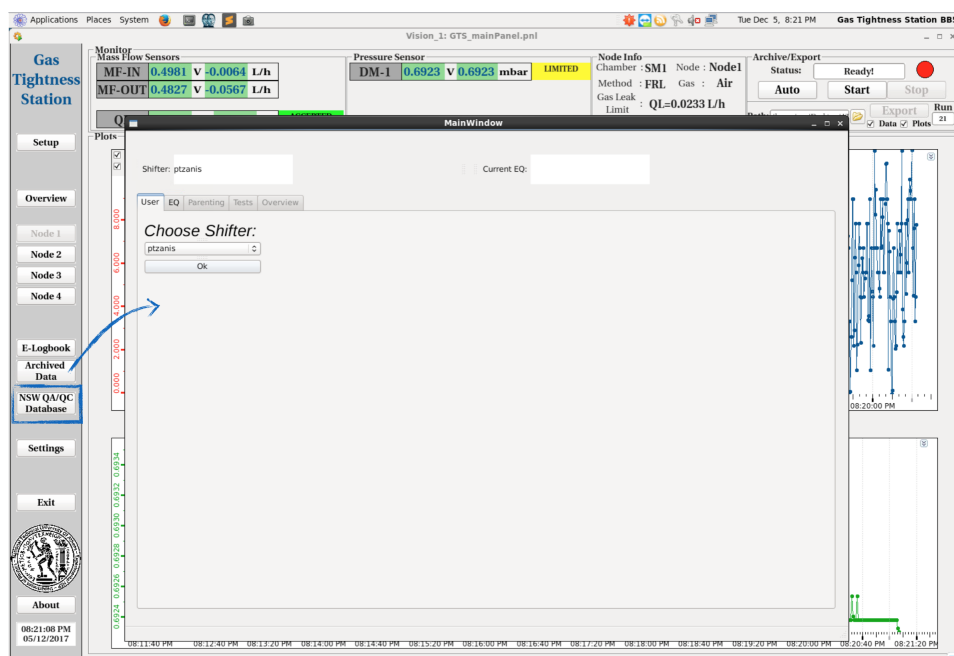 Applications Places System Tue Dec 5, 8:21 PM Gas Tightness Station BB5
Vision_1: GTS_mainPanel.pnl
Gas
Tightness
Station
Setup
Overview
Node 1
Node 2
Node 3
Node 4
E-Logbook
Archived
Data
NSW QA/QC
Database
Settings
Exit
About
08:21:08 PM
05/12/2017
Monitor
Mass Flow Sensors
MF-IN 0.4981 V -0.0064 L/h
MF-OUT 0.4827 V -0.0567 L/h
Pressure Sensor
DM-1 0.6923 V 0.6923 mbar LIMITED
Node Info
Chamber : SM1 Node : Node1
Method : FRL Gas : Air
Gas Leak
Limit : QL=0.0233 L/h
Archive/Export
Status: Ready!
Auto Start Stop
Export Run
Data Plots 21
Plots
MainWindow
Shifter: ptzanis Current EQ:
User EQ Parenting Tests Overview
Choose Shifter:
ptzanis
Ok
8.000
6.000
4.000
2.000
0.000
08:20:00 PM
0.6934
0.6932
0.6930
0.6928
0.6926
0.6924
08:11:40 PM 08:12:40 PM 08:13:20 PM 08:14:00 PM 08:14:40 PM 08:15:20 PM 08:16:00 PM 08:16:40 PM 08:17:20 PM 08:18:00 PM 08:18:40 PM 08:19:20 PM 08:20:00 PM 08:20:40 PM 08:21:20 PM